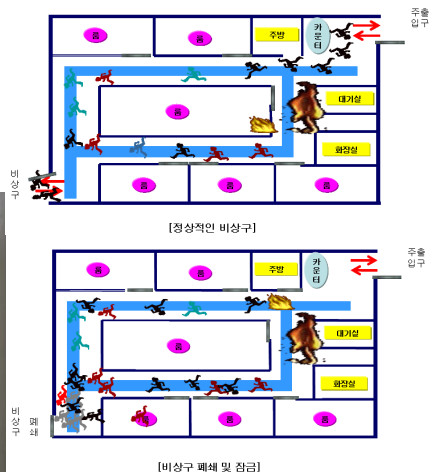 주출
입구
룸
룸
주방
카운터
대기실
룸
화장실
비상구
룸
룸
룸
[정상적인 비상구]
주출
입구
룸
룸
주방
카운터
대기실
룸
화장실
비상구
폐쇄
룸
룸
룸
[비상구 폐쇄 및 잠금]